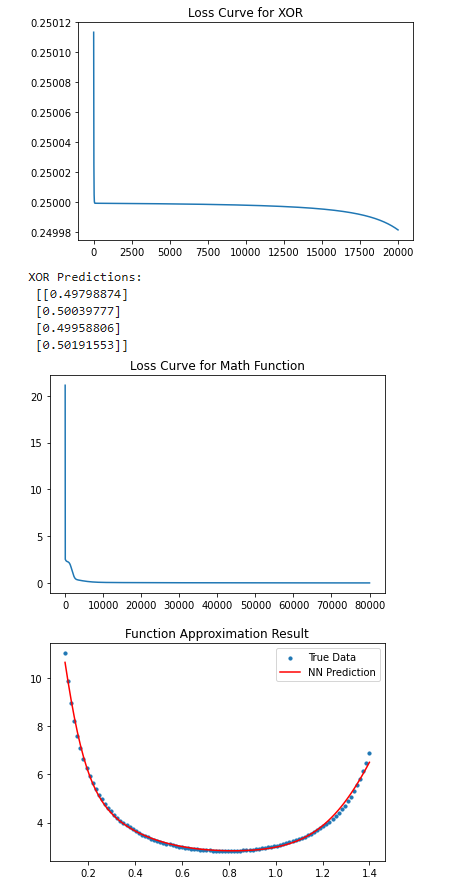 Loss Curve for XOR
0.25012
0.25010
0.25008
0.25006
0.25004
0.25002
0.25000
0.24998
0 2500 5000 7500 10000 12500 15000 17500 20000
XOR Predictions:
[[0.49798874]
[0.50039777]
[0.49958806]
[0.50191553]]
Loss Curve for Math Function
20
15
10
5
0
0 10000 20000 30000 40000 50000 60000 70000 80000
Function Approximation Result
True Data
NN Prediction
10
8
6
4
0.2 0.4 0.6 0.8 1.0 1.2 1.4